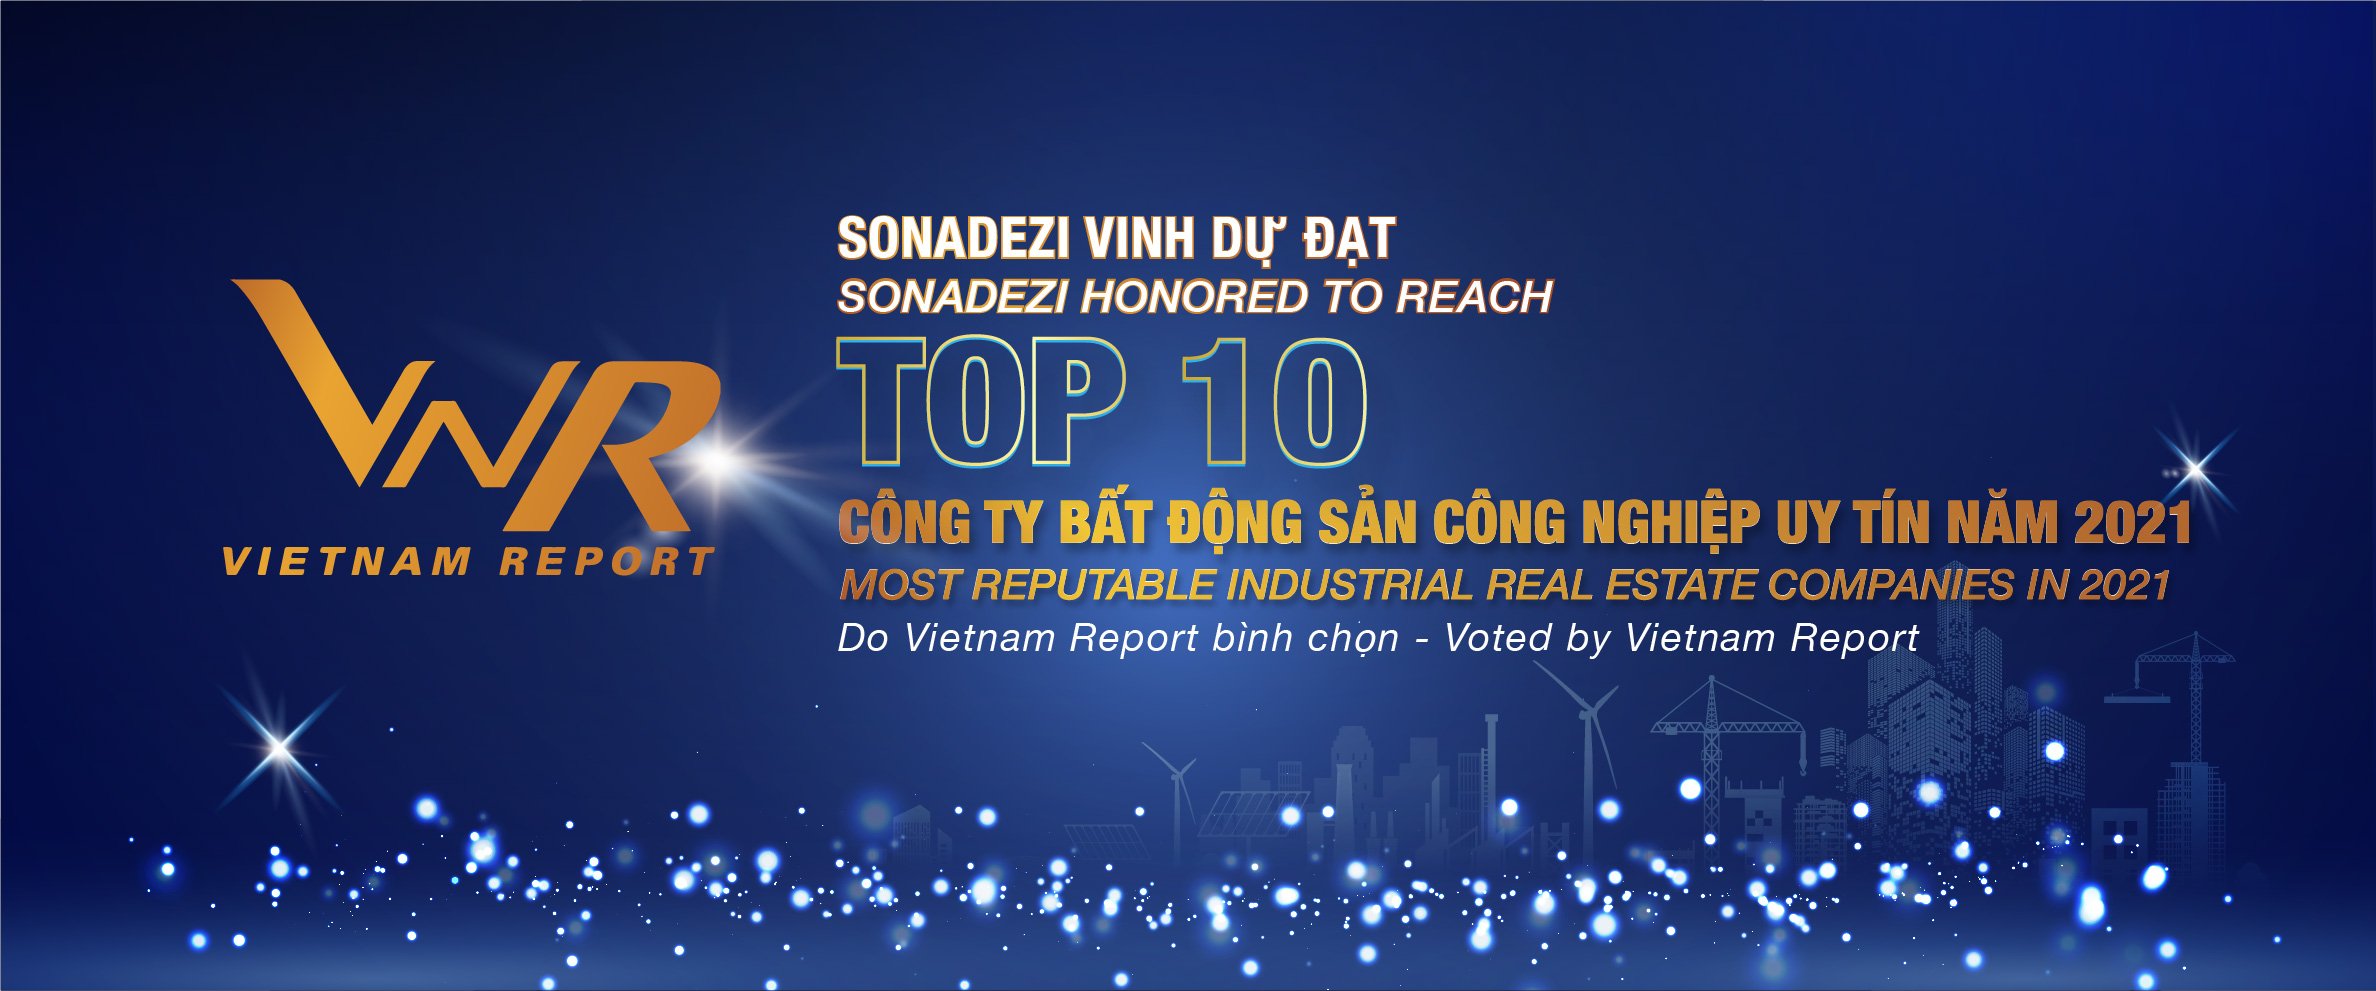 VNR
VIETNAM REPORT
SONADEZI VINH DỰ ĐẠT
SONADEZI HONORED TO REACH
TOP 10
CÔNG TY BẤT ĐỘNG SẢN CÔNG NGHIỆP UY TÍN NĂM 2021
MOST REPUTABLE INDUSTRIAL REAL ESTATE COMPANIES IN 2021
Do Vietnam Report bình chọn - Voted by Vietnam Report